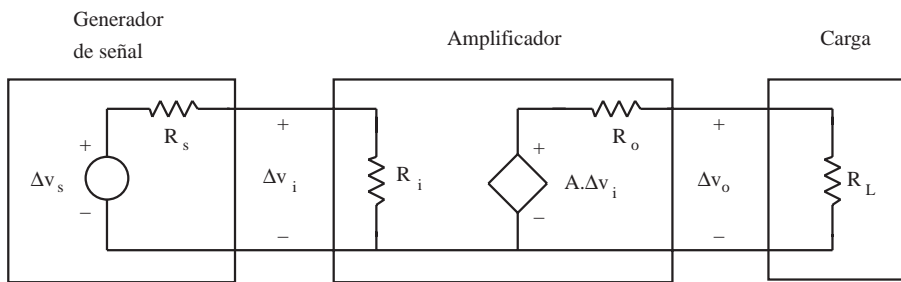 Generador
de señal
Amplificador
Carga
+
Δv s
−
R s
+
Δv i
−
R i
+
A.Δv i
−
R o
+
Δv o
−
R L